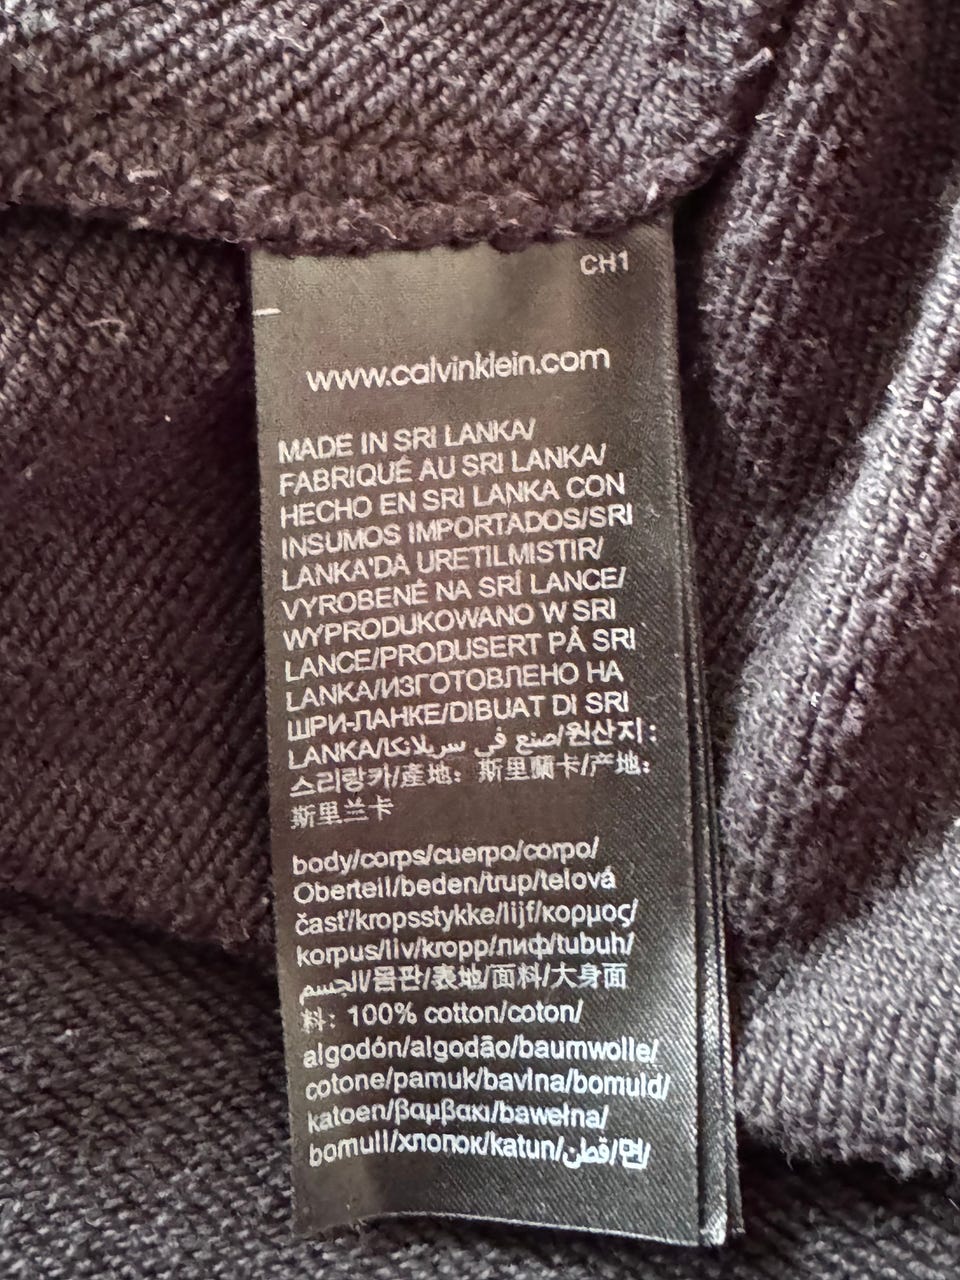 CH1
www.calvinklein.com
MADE IN SRI LANKA/
FABRIQUÉ AU SRI LANKA/
HECHO EN SRI LANKA CON
INSUMOS IMPORTADOS/SRI
LANKA'DA URETILMISTIR/
VYROBENÉ NA SRÍ LANCE/
WYPRODUKOWANO W SRI
LANCE/PRODUSERT PÅ SRI
LANKA/ИЗГОТОВЛЕНО НА
ШРИ-ЛАНКЕ/DIBUAT DI SRI
LANKA/صنع في سريلانكا/원산지:
스리랑카/產地: 斯里蘭卡/产地:
斯里兰卡
body/corps/cuerpo/corpo/
Oberteil/beden/trup/telová
časť/kropsstykke/lijf/κορμος/
korpus/liv/kropp/лиф/tubuh/
الجسم/몸판/表地/面料/大身面
料: 100% cotton/coton/
algodón/algodão/baumwolle/
cotone/pamuk/bavlna/bomuld/
katoen/βαμβακι/bawełna/
bomull/хлопок/katun/قطن/면/